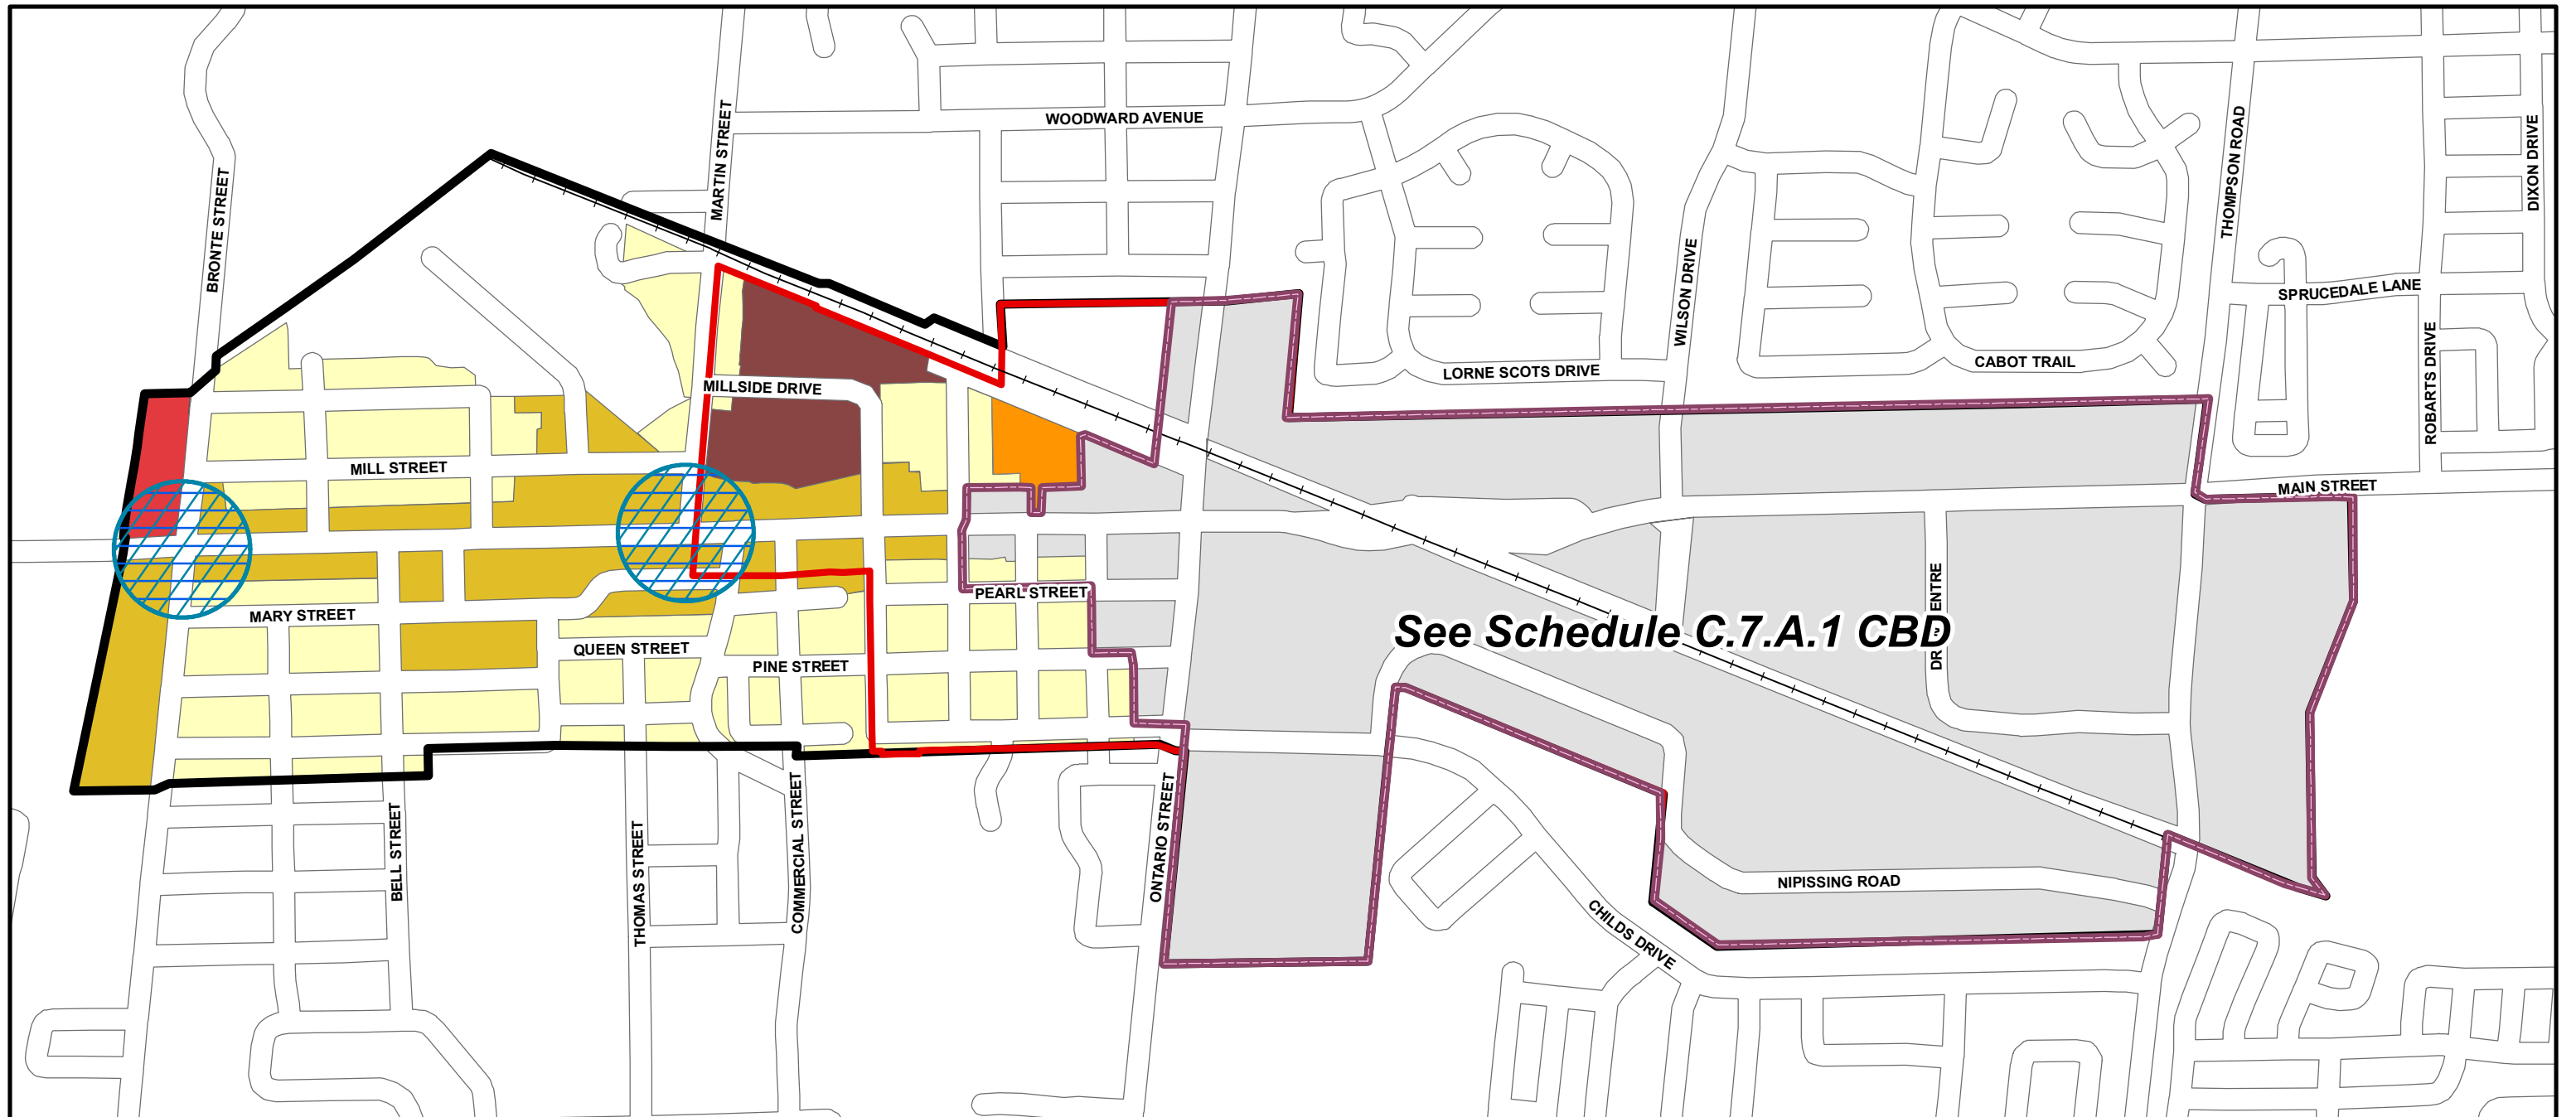 WOODWARD AVENUE
MARTIN STREET
BRONTE STREET
THOMPSON ROAD
DIXON DRIVE
WILSON DRIVE
SPRUCEDALE LANE
ROBARTS DRIVE
LORNE SCOTS DRIVE
CABOT TRAIL
MILLSIDE DRIVE
MILL STREET
MAIN STREET
PEARL STREET
MARY STREET
QUEEN STREET
PINE STREET
See Schedule C.7.A.1 CBD
ENTRE
BELL STREET
THOMAS STREET
COMMERCIAL STREET
ONTARIO STREET
NIPISSING ROAD
CHILDS DRIVE